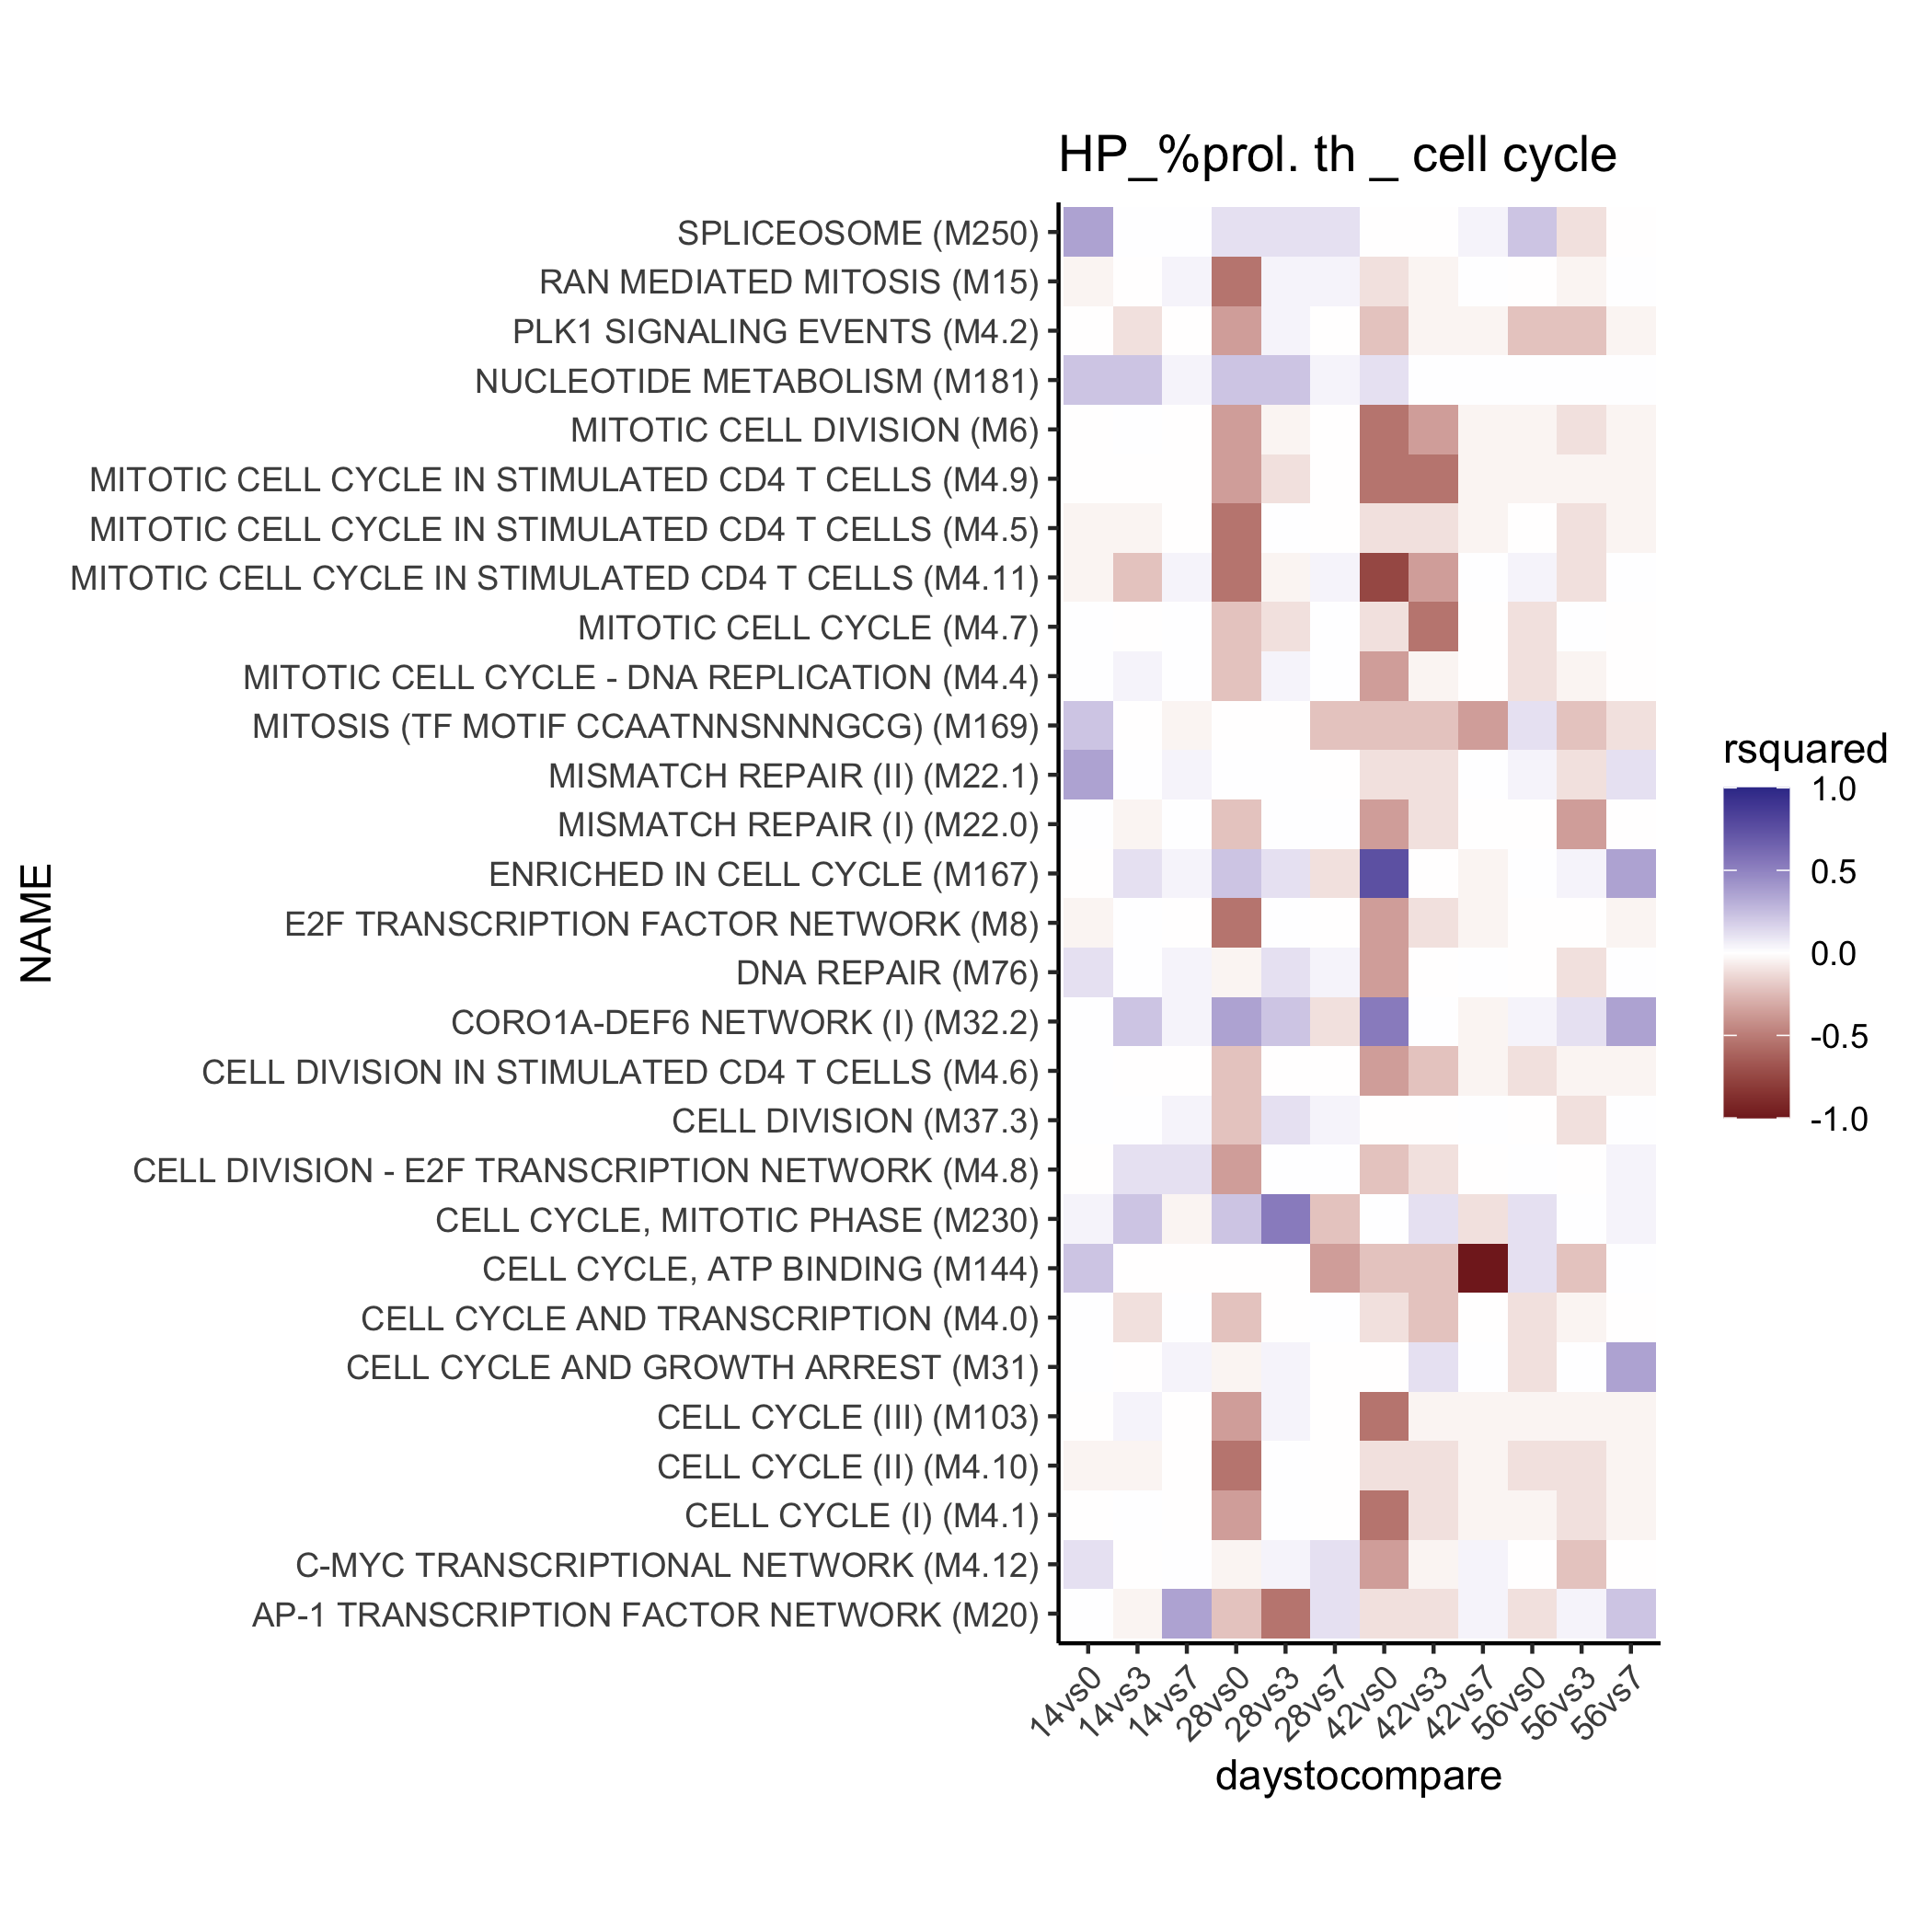 HP_%prol. th _ cell cycle
SPLICEOSOME (M250)
RAN MEDIATED MITOSIS (M15)
PLK1 SIGNALING EVENTS (M4.2)
NUCLEOTIDE METABOLISM (M181)
MITOTIC CELL DIVISION (M6)
MITOTIC CELL CYCLE IN STIMULATED CD4 T CELLS (M4.9)
MITOTIC CELL CYCLE IN STIMULATED CD4 T CELLS (M4.5)
MITOTIC CELL CYCLE IN STIMULATED CD4 T CELLS (M4.11)
MITOTIC CELL CYCLE (M4.7)
MITOTIC CELL CYCLE - DNA REPLICATION (M4.4)
MITOSIS (TF MOTIF CCAATNNSNNNGCG) (M169)
MISMATCH REPAIR (II) (M22.1)
MISMATCH REPAIR (I) (M22.0)
ENRICHED IN CELL CYCLE (M167)
E2F TRANSCRIPTION FACTOR NETWORK (M8)
DNA REPAIR (M76)
CORO1A-DEF6 NETWORK (I) (M32.2)
CELL DIVISION IN STIMULATED CD4 T CELLS (M4.6)
CELL DIVISION (M37.3)
CELL DIVISION - E2F TRANSCRIPTION NETWORK (M4.8)
CELL CYCLE, MITOTIC PHASE (M230)
CELL CYCLE, ATP BINDING (M144)
CELL CYCLE AND TRANSCRIPTION (M4.0)
CELL CYCLE AND GROWTH ARREST (M31)
CELL CYCLE (III) (M103)
CELL CYCLE (II) (M4.10)
CELL CYCLE (I) (M4.1)
C-MYC TRANSCRIPTIONAL NETWORK (M4.12)
AP-1 TRANSCRIPTION FACTOR NETWORK (M20)
NAME
14vs0
14vs3
14vs7
28vs0
28vs3
28vs7
42vs0
42vs3
42vs7
56vs0
56vs3
56vs7
daystocompare
rsquared
1.0
0.5
0.0
-0.5
-1.0